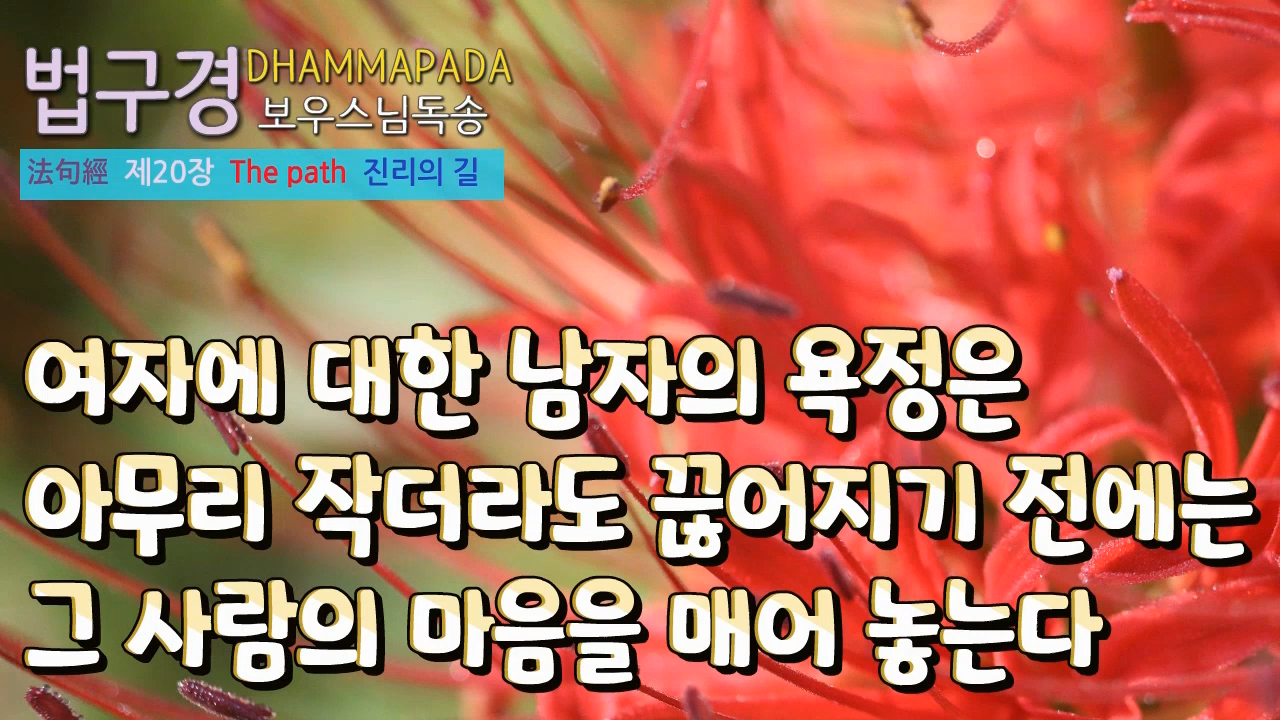 법구경 DHAMMAPADA
보우스님독송
法句經 제20장 The path 진리의 길
여자에 대한 남자의 욕정은
아무리 작더라도 끊어지기 전에는
그 사람의 마음을 매어 놓는다